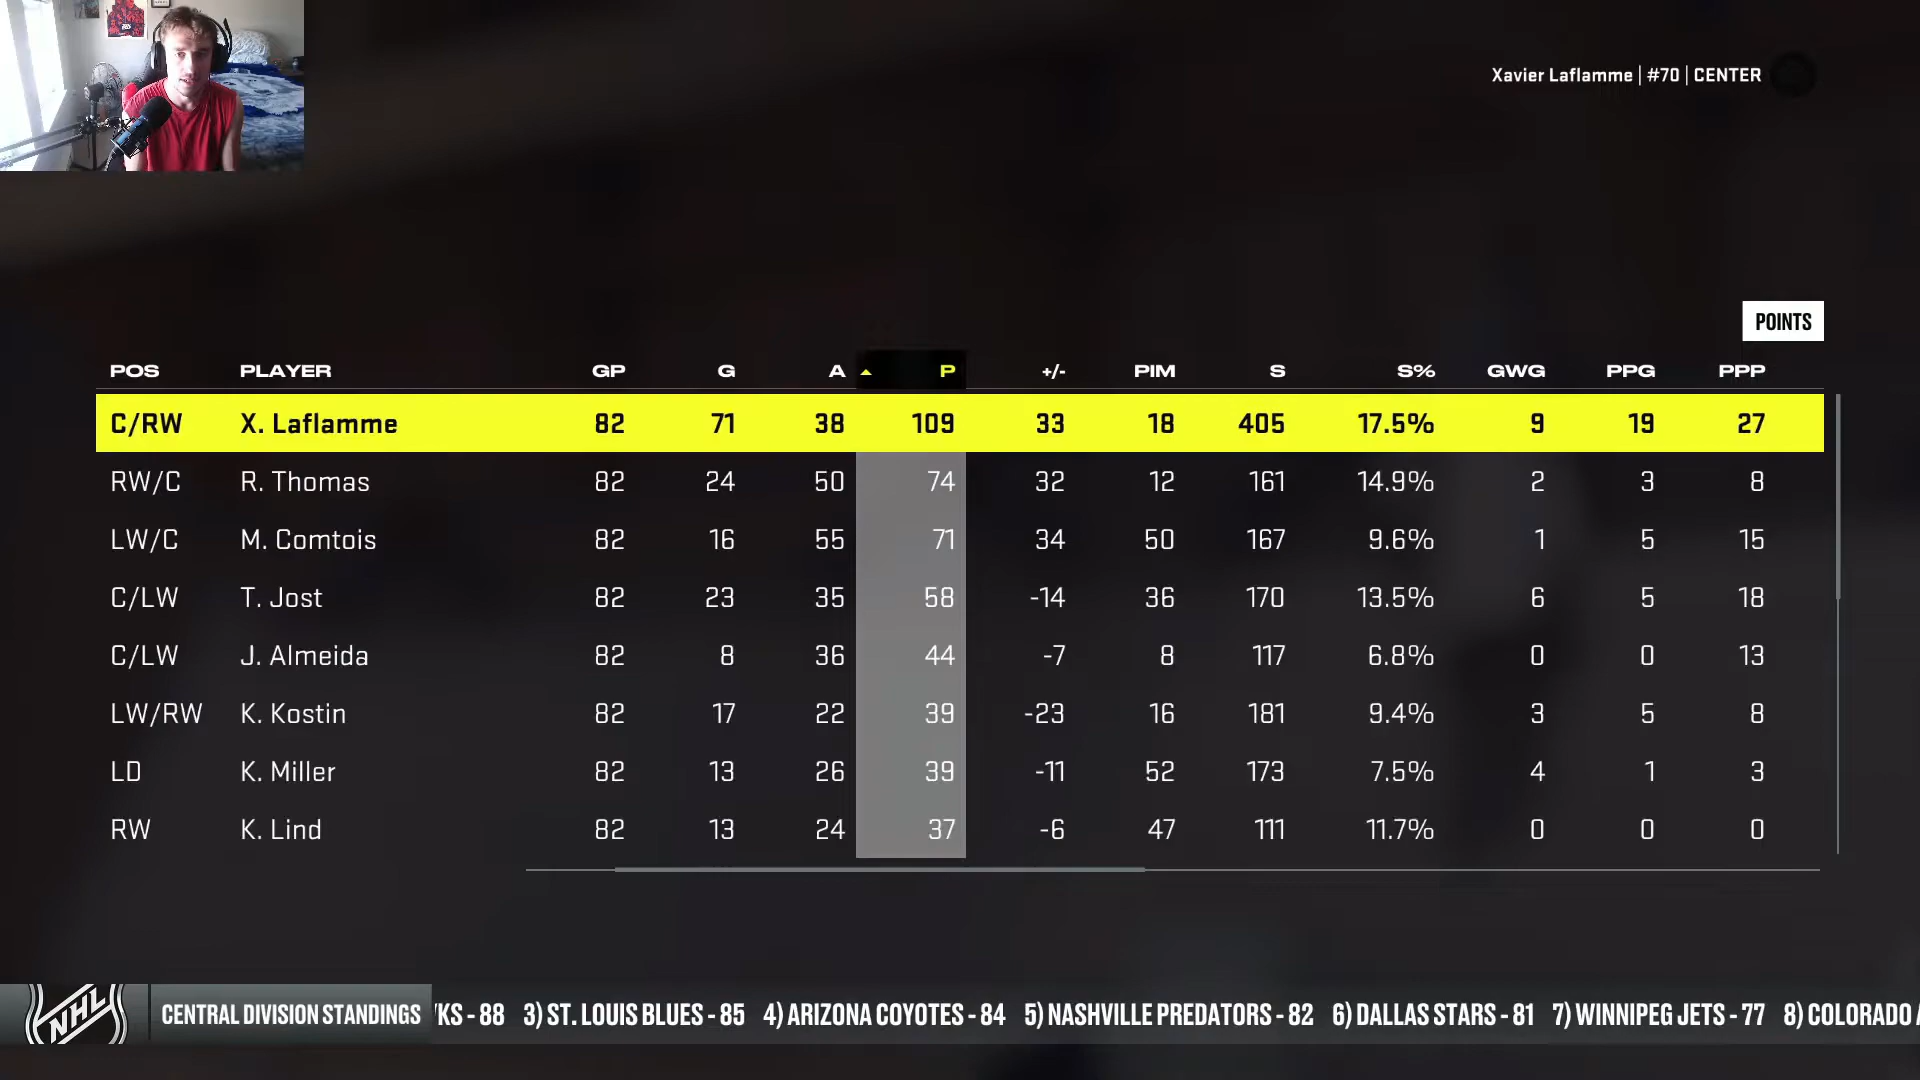 Xavier Laflamme | #70 | CENTER
POINTS
POS PLAYER GP G A P +/- PIM S S% GWG PPG PPP
C/RW X. Laflamme 82 71 38 109 33 18 405 17.5% 9 19 27
RW/C R. Thomas 82 24 50 74 32 12 161 14.9% 2 3 8
LW/C M. Comtois 82 16 55 71 34 50 167 9.6% 1 5 15
C/LW T. Jost 82 23 35 58 -14 36 170 13.5% 6 5 18
C/LW J. Almeida 82 8 36 44 -7 8 117 6.8% 0 0 13
LW/RW K. Kostin 82 17 22 39 -23 16 181 9.4% 3 5 8
LD K. Miller 82 13 26 39 -11 52 173 7.5% 4 1 3
RW K. Lind 82 13 24 37 -6 47 111 11.7% 0 0 0
NHL CENTRAL DIVISION STANDINGS KS - 88 3) ST. LOUIS BLUES - 85 4) ARIZONA COYOTES - 84 5) NASHVILLE PREDATORS - 82 6) DALLAS STARS - 81 7) WINNIPEG JETS - 77 8) COLORADO